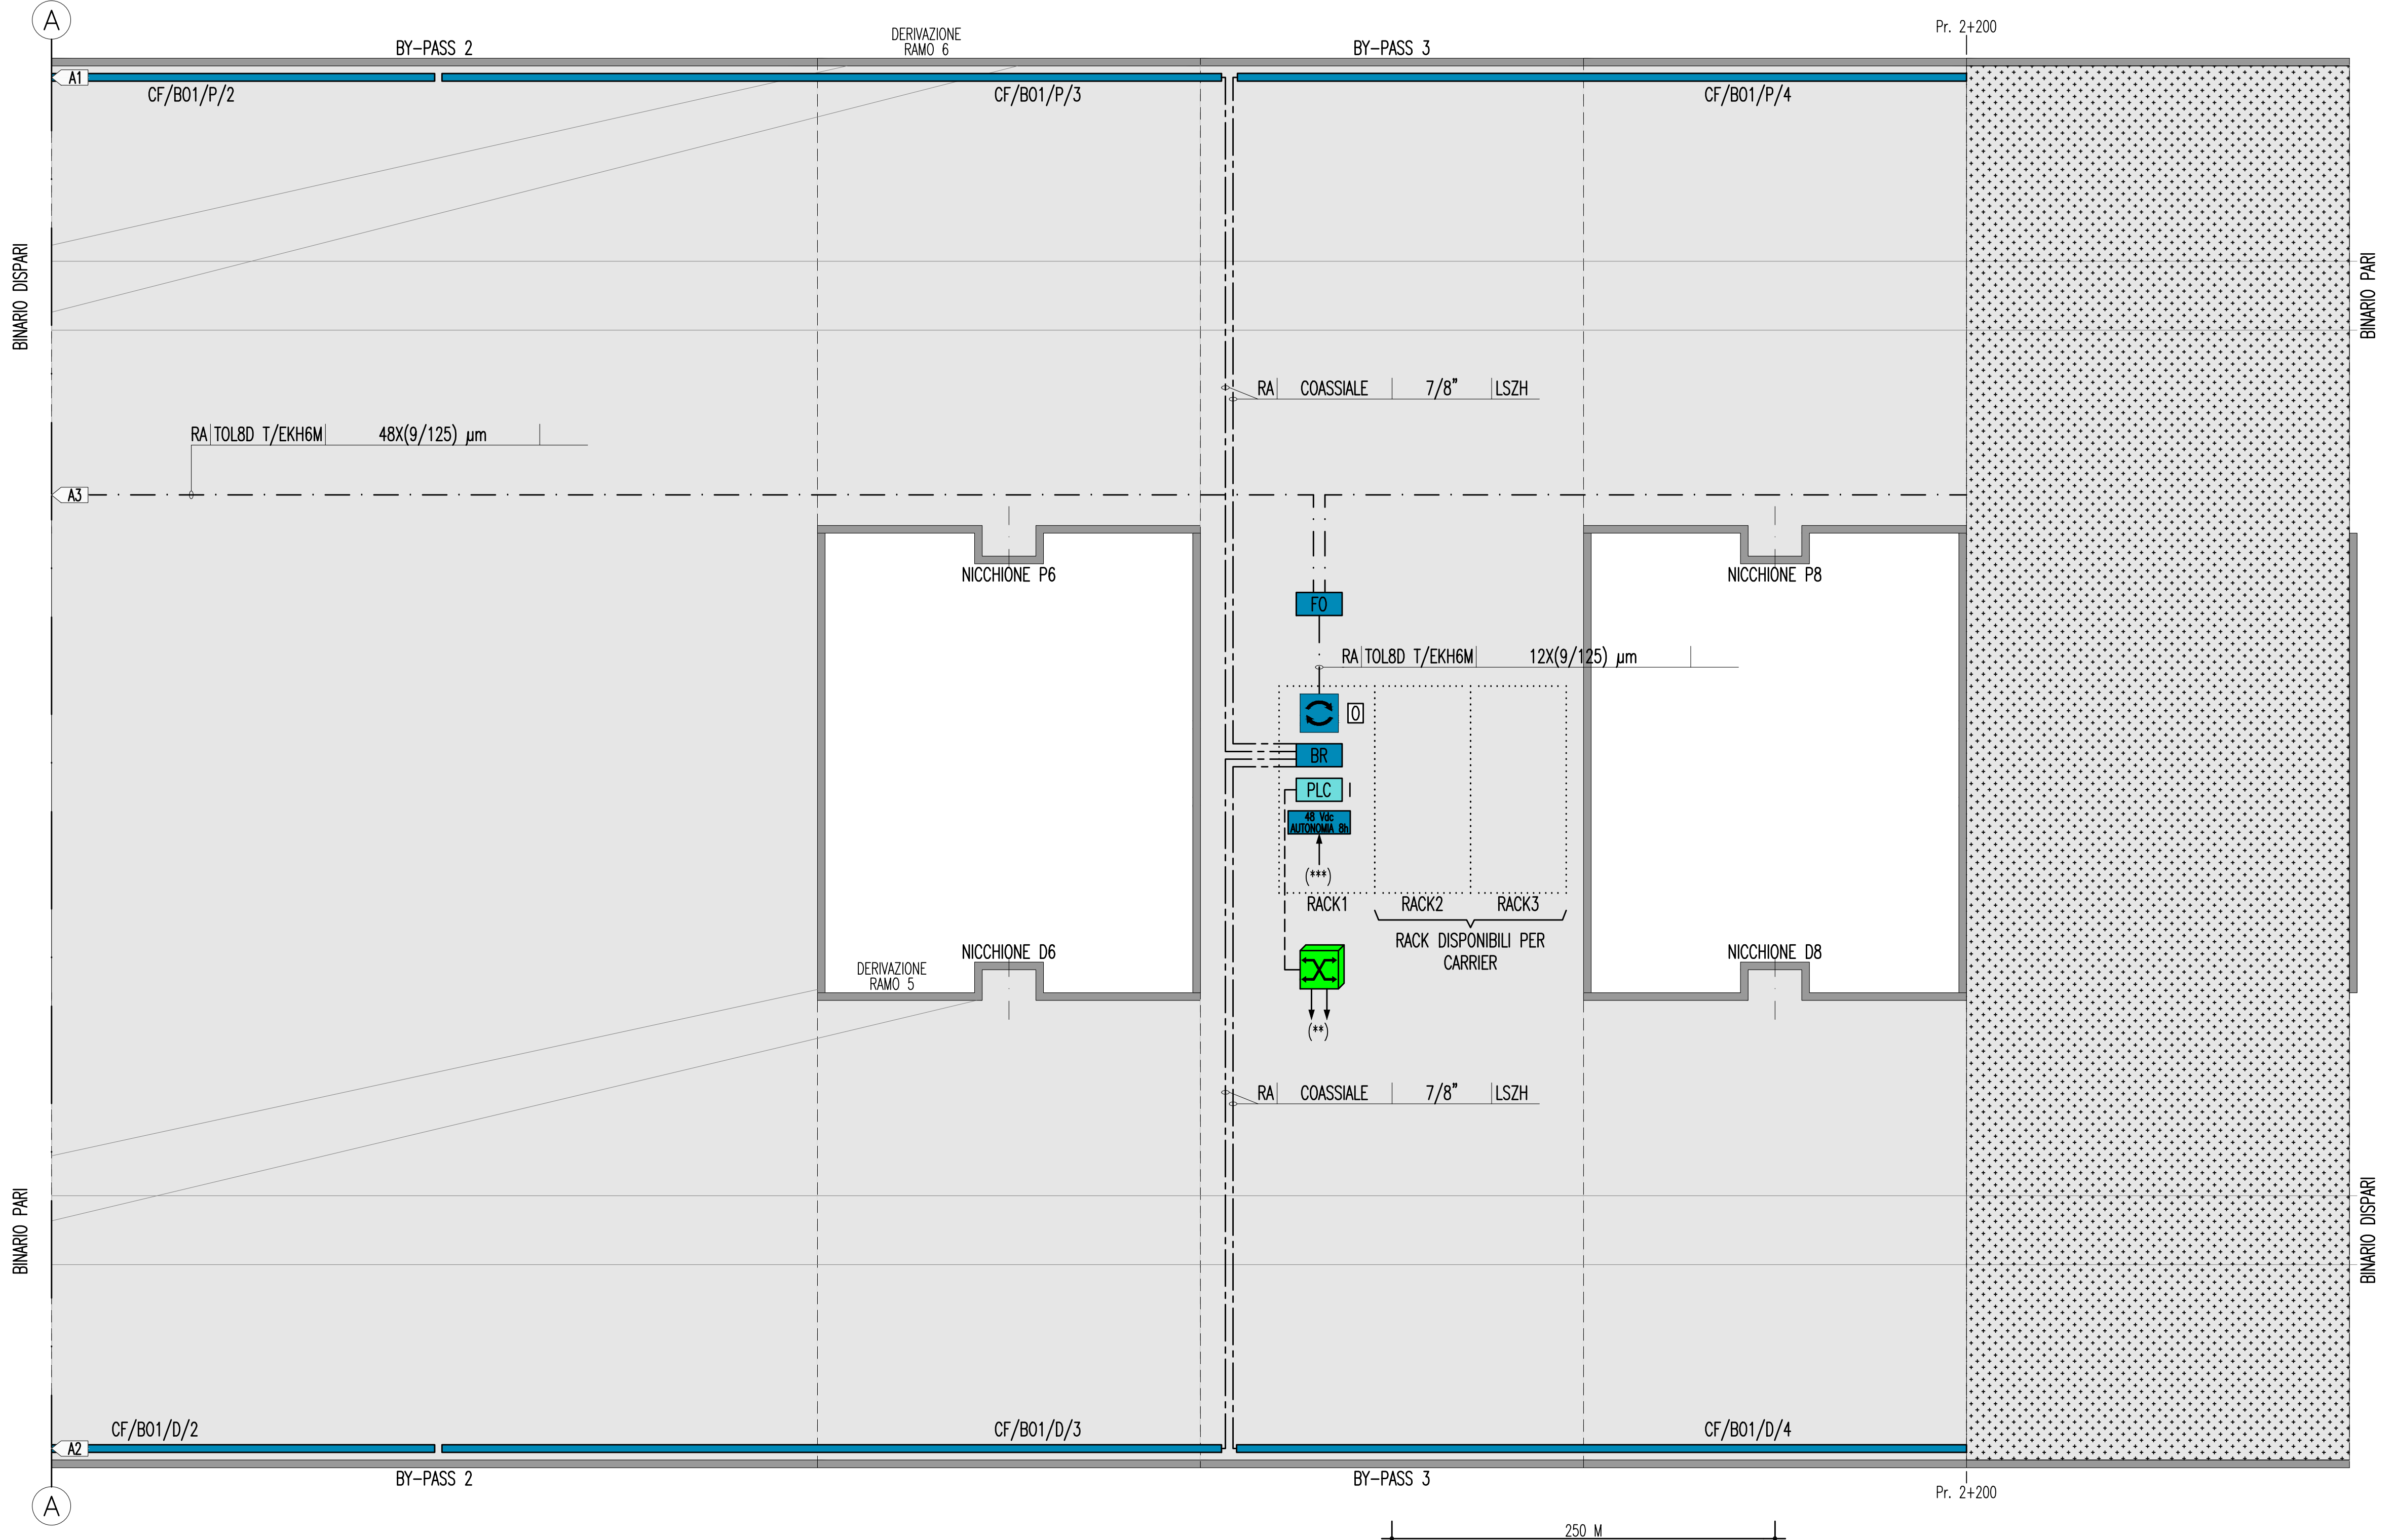 A
Pr. 2+200
DERIVAZIONE
RAMO 6
BY-PASS 2
BY-PASS 3
A1
CF/B01/P/2
CF/B01/P/3
CF/B01/P/4
BINARIO DISPARI
BINARIO PARI
RA COASSIALE 7/8" LSZH
RA TOL8D T/EKH6M 48X(9/125) µm
A3
NICCHIONE P6
NICCHIONE P8
FO
RA TOL8D T/EKH6M 12X(9/125) µm
O
BR
PLC I
48 Vdc
AUTONOMIA 8h
(***)
RACK1
RACK2
RACK3
RACK DISPONIBILI PER
CARRIER
NICCHIONE D6
NICCHIONE D8
DERIVAZIONE
RAMO 5
(**)
RA COASSIALE 7/8" LSZH
BINARIO PARI
BINARIO DISPARI
CF/B01/D/2
CF/B01/D/3
CF/B01/D/4
A2
BY-PASS 2
BY-PASS 3
Pr. 2+200
A
250 M